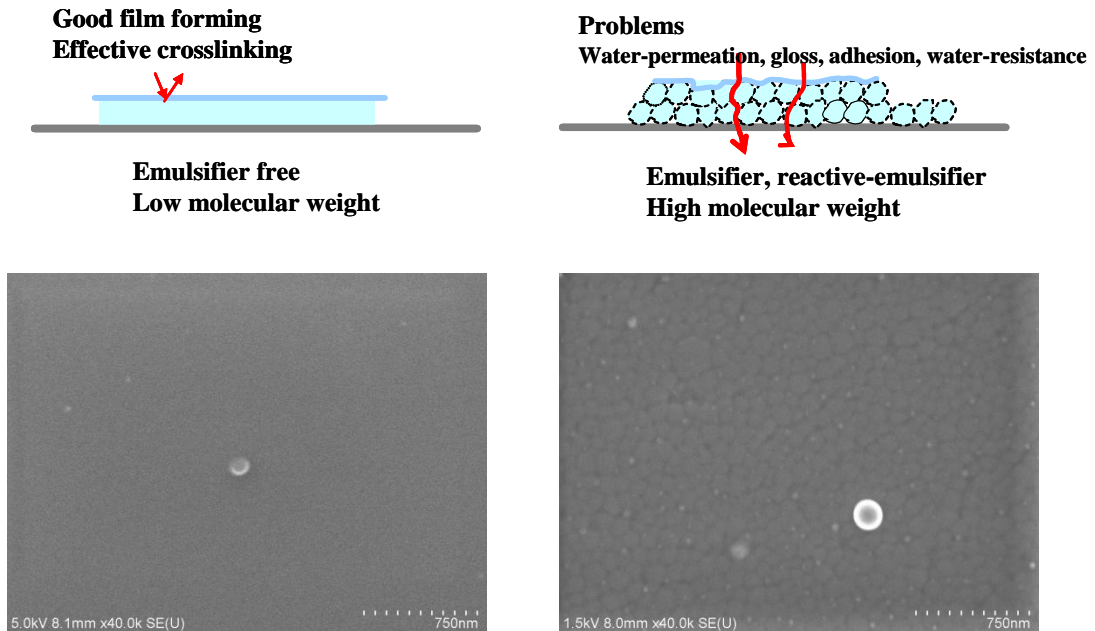 Good film forming
Effective crosslinking
Problems
Water-permeation, gloss, adhesion, water-resistance
Emulsifier free
Low molecular weight
Emulsifier, reactive-emulsifier
High molecular weight
5.0kV 8.1mm x40.0k SE(U)
750nm
1.5kV 8.0mm x40.0k SE(U)
750nm